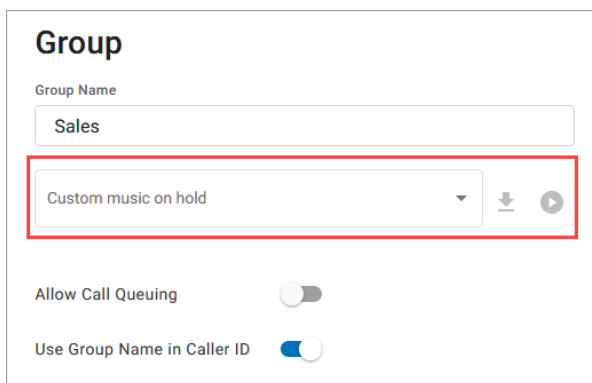 Group
Group Name
Sales
Custom music on hold
Allow Call Queuing
Use Group Name in Caller ID